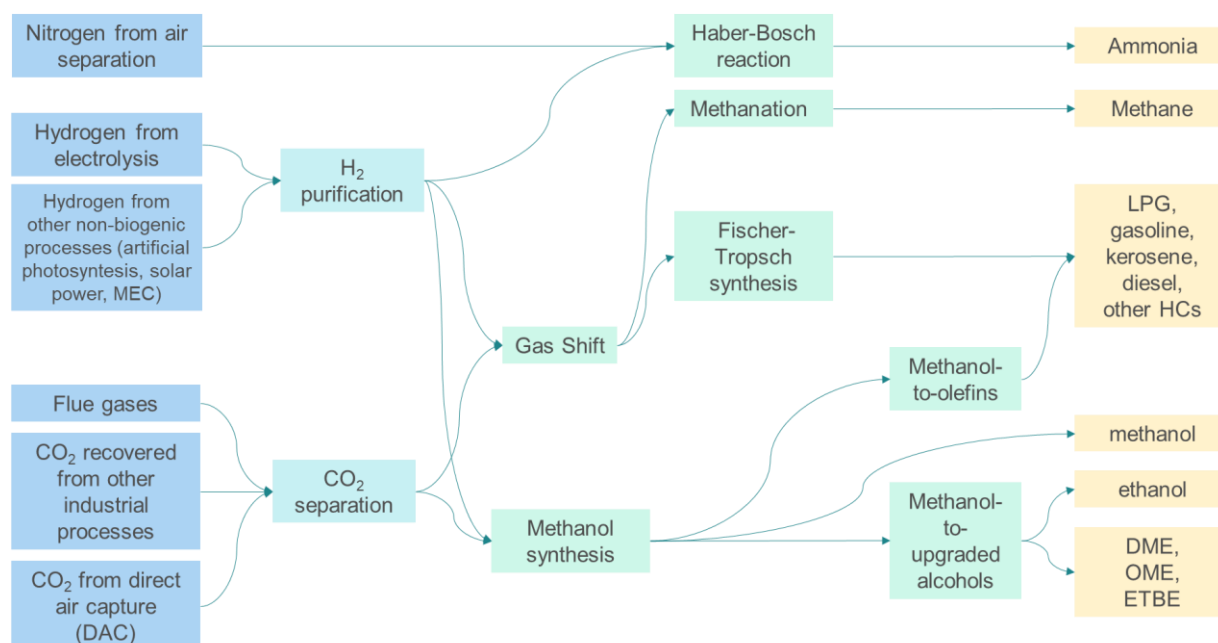 Nitrogen from air
separation
Hydrogen from
electrolysis
Hydrogen from
other non-biogenic
processes (artificial
photosyntesis, solar
power, MEC)
Flue gases
CO₂ recovered
from other
industrial
processes
CO₂ from direct
air capture
(DAC)
H₂
purification
CO₂
separation
Gas Shift
Methanol
synthesis
Haber-Bosch
reaction
Methanation
Fischer-
Tropsch
synthesis
Methanol-
to-olefins
Methanol-
to-
upgraded
alcohols
Ammonia
Methane
LPG,
gasoline,
kerosene,
diesel,
other HCs
methanol
ethanol
DME,
OME,
ETBE